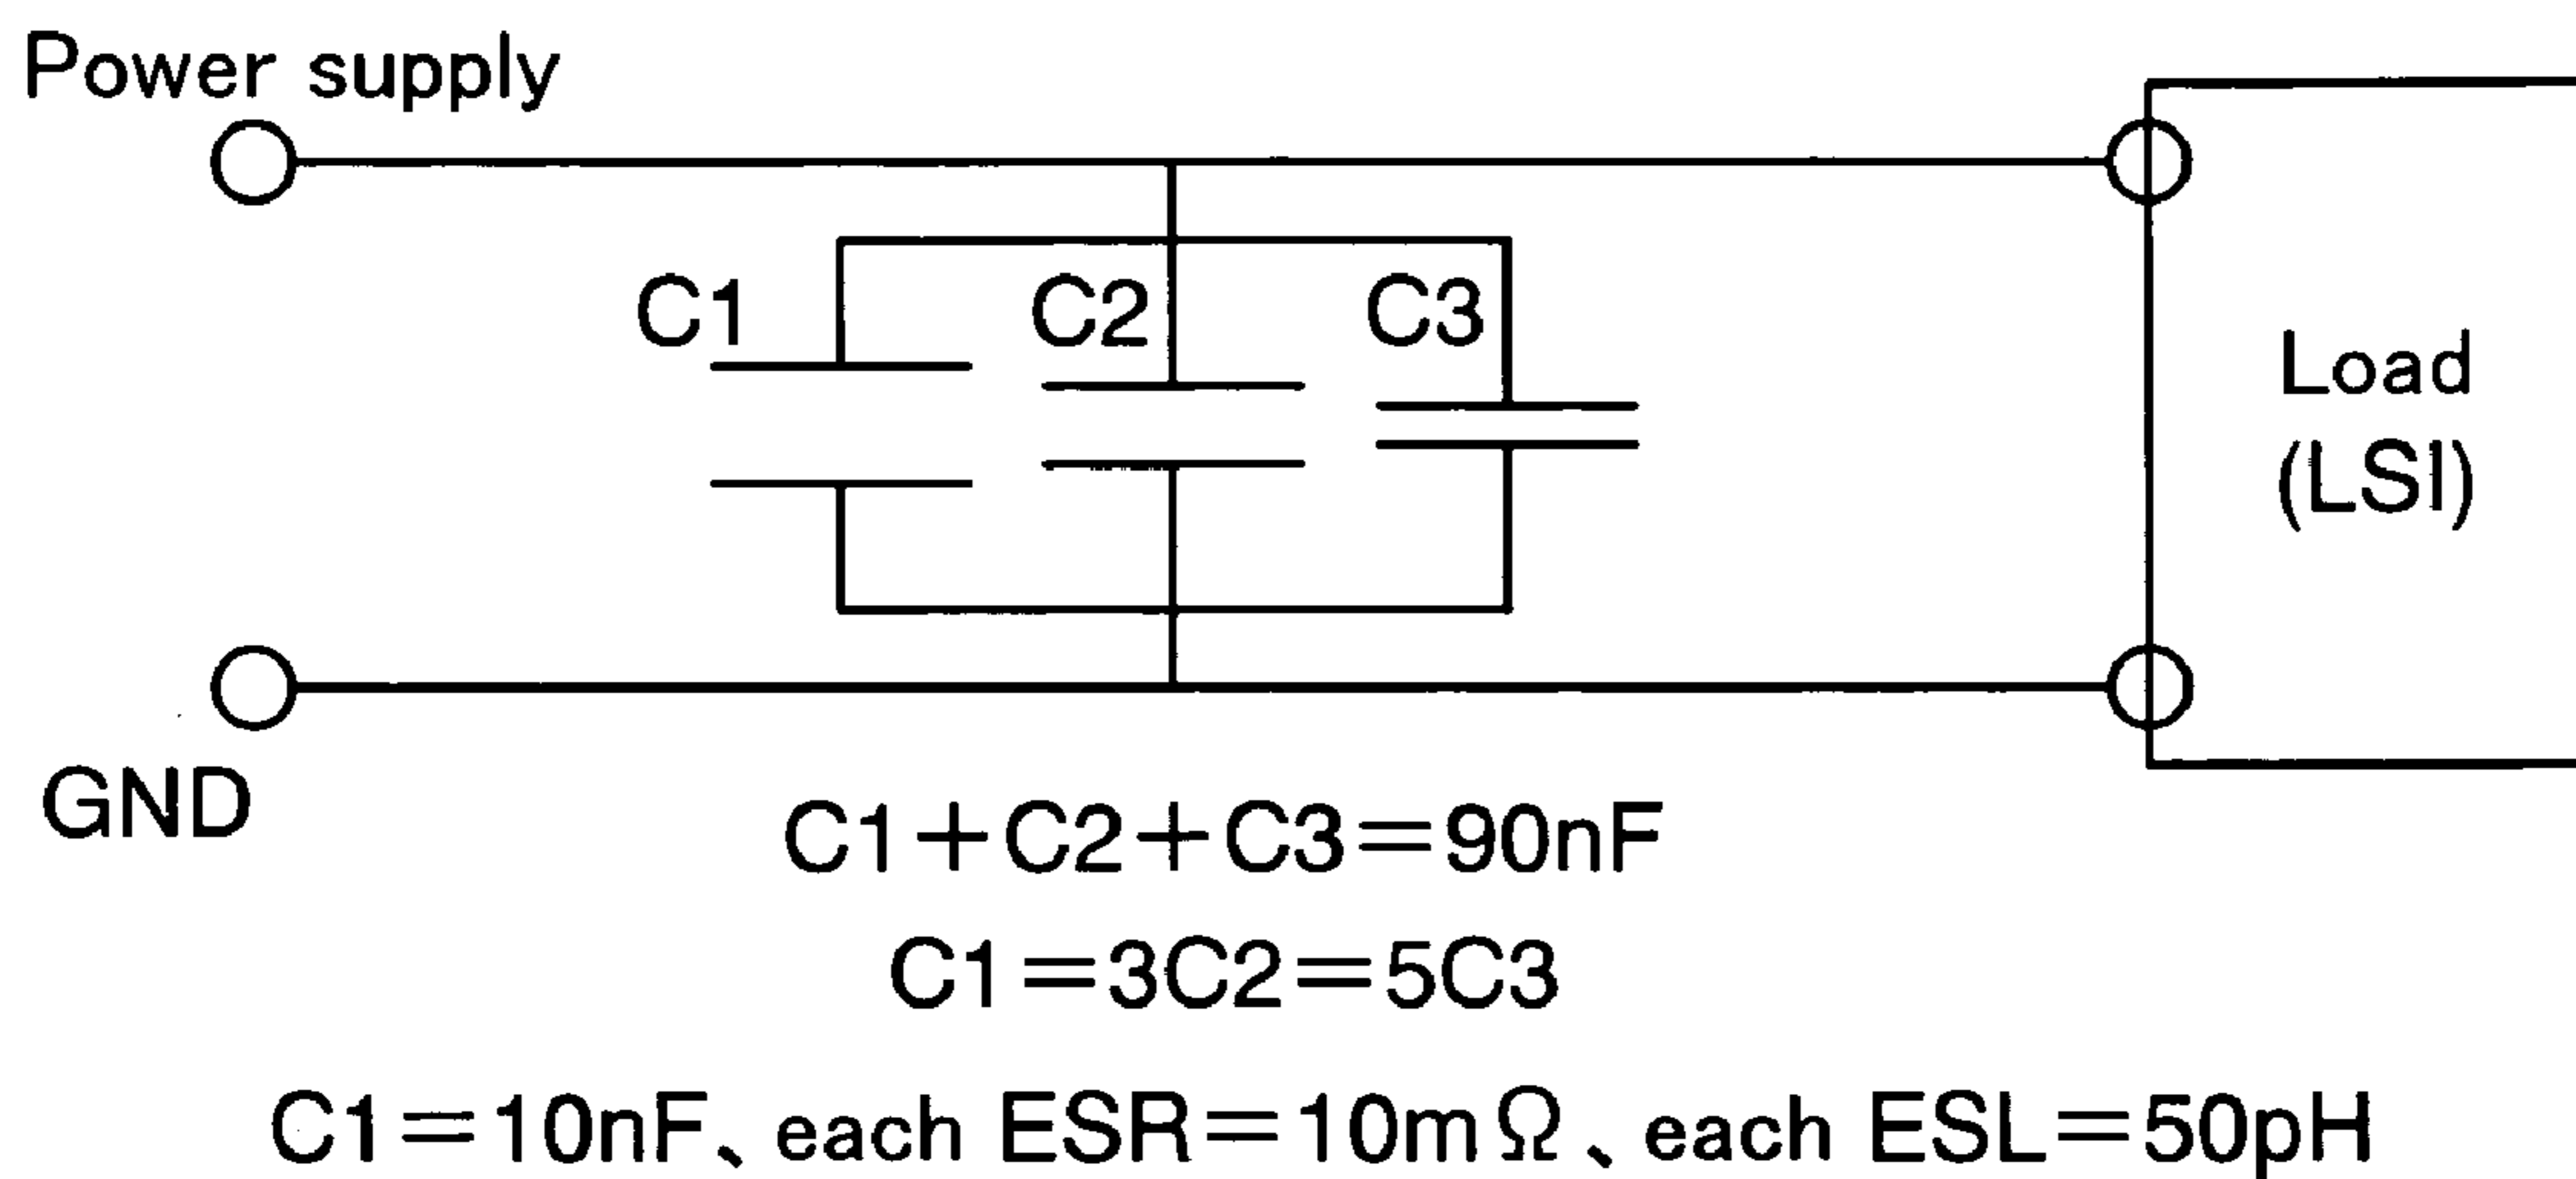 Power supply
C1
C2
C3
Load
(LSI)
GND
C1+C2+C3=90nF
C1=3C2=5C3
C1=10nF、each ESR=10mΩ、each ESL=50pH